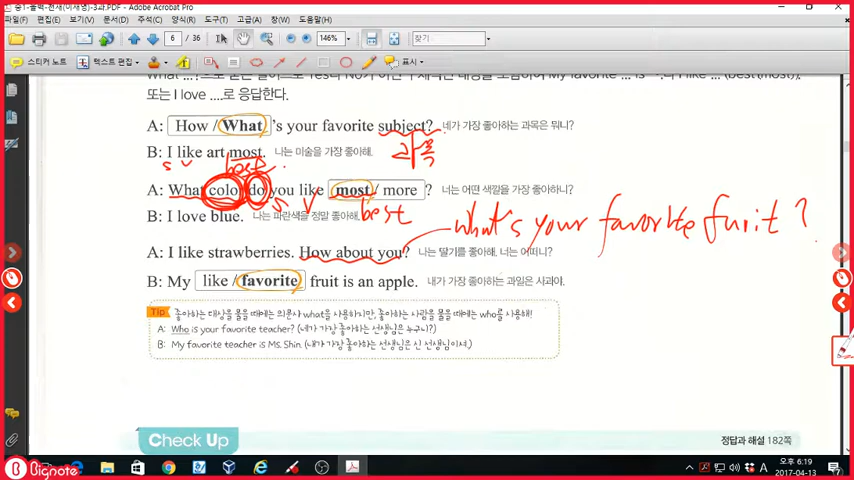 중1-쿨맥-천재(이재영)-3과.PDF - Adobe Acrobat Pro
파일(F) 편집(E) 보기(V) 문서(D) 주석(C) 양식(R) 도구(T) 고급(A) 창(W) 도움말(H)
6 / 36 146% 찾기
스티커 노트 텍스트 편집 표시
또는 I love ....로 응답한다.
A: How / What 's your favorite subject? 네가 가장 좋아하는 과목은 뭐니?
B: I like art most. 나는 미술을 가장 좋아해.
S V best 과목
A: What color do you like most / more ? 너는 어떤 색깔을 가장 좋아하니?
S V best
B: I love blue. 나는 파란색을 정말 좋아해.
what's your favorite furit ?
A: I like strawberries. How about you? 나는 딸기를 좋아해. 너는 어떠니?
B: My like / favorite fruit is an apple. 내가 가장 좋아하는 과일은 사과야.
Tip 좋아하는 대상을 물을 때에는 의문사 what을 사용하지만, 좋아하는 사람을 물을 때에는 who를 사용해!
A: Who is your favorite teacher? (네가 가장 좋아하는 선생님은 누구니?)
B: My favorite teacher is Ms. Shin. (내가 가장 좋아하는 선생님은 신 선생님이셔.)
Check Up 정답과 해설 182쪽
Bignote A 오후 6:19
2017-04-13